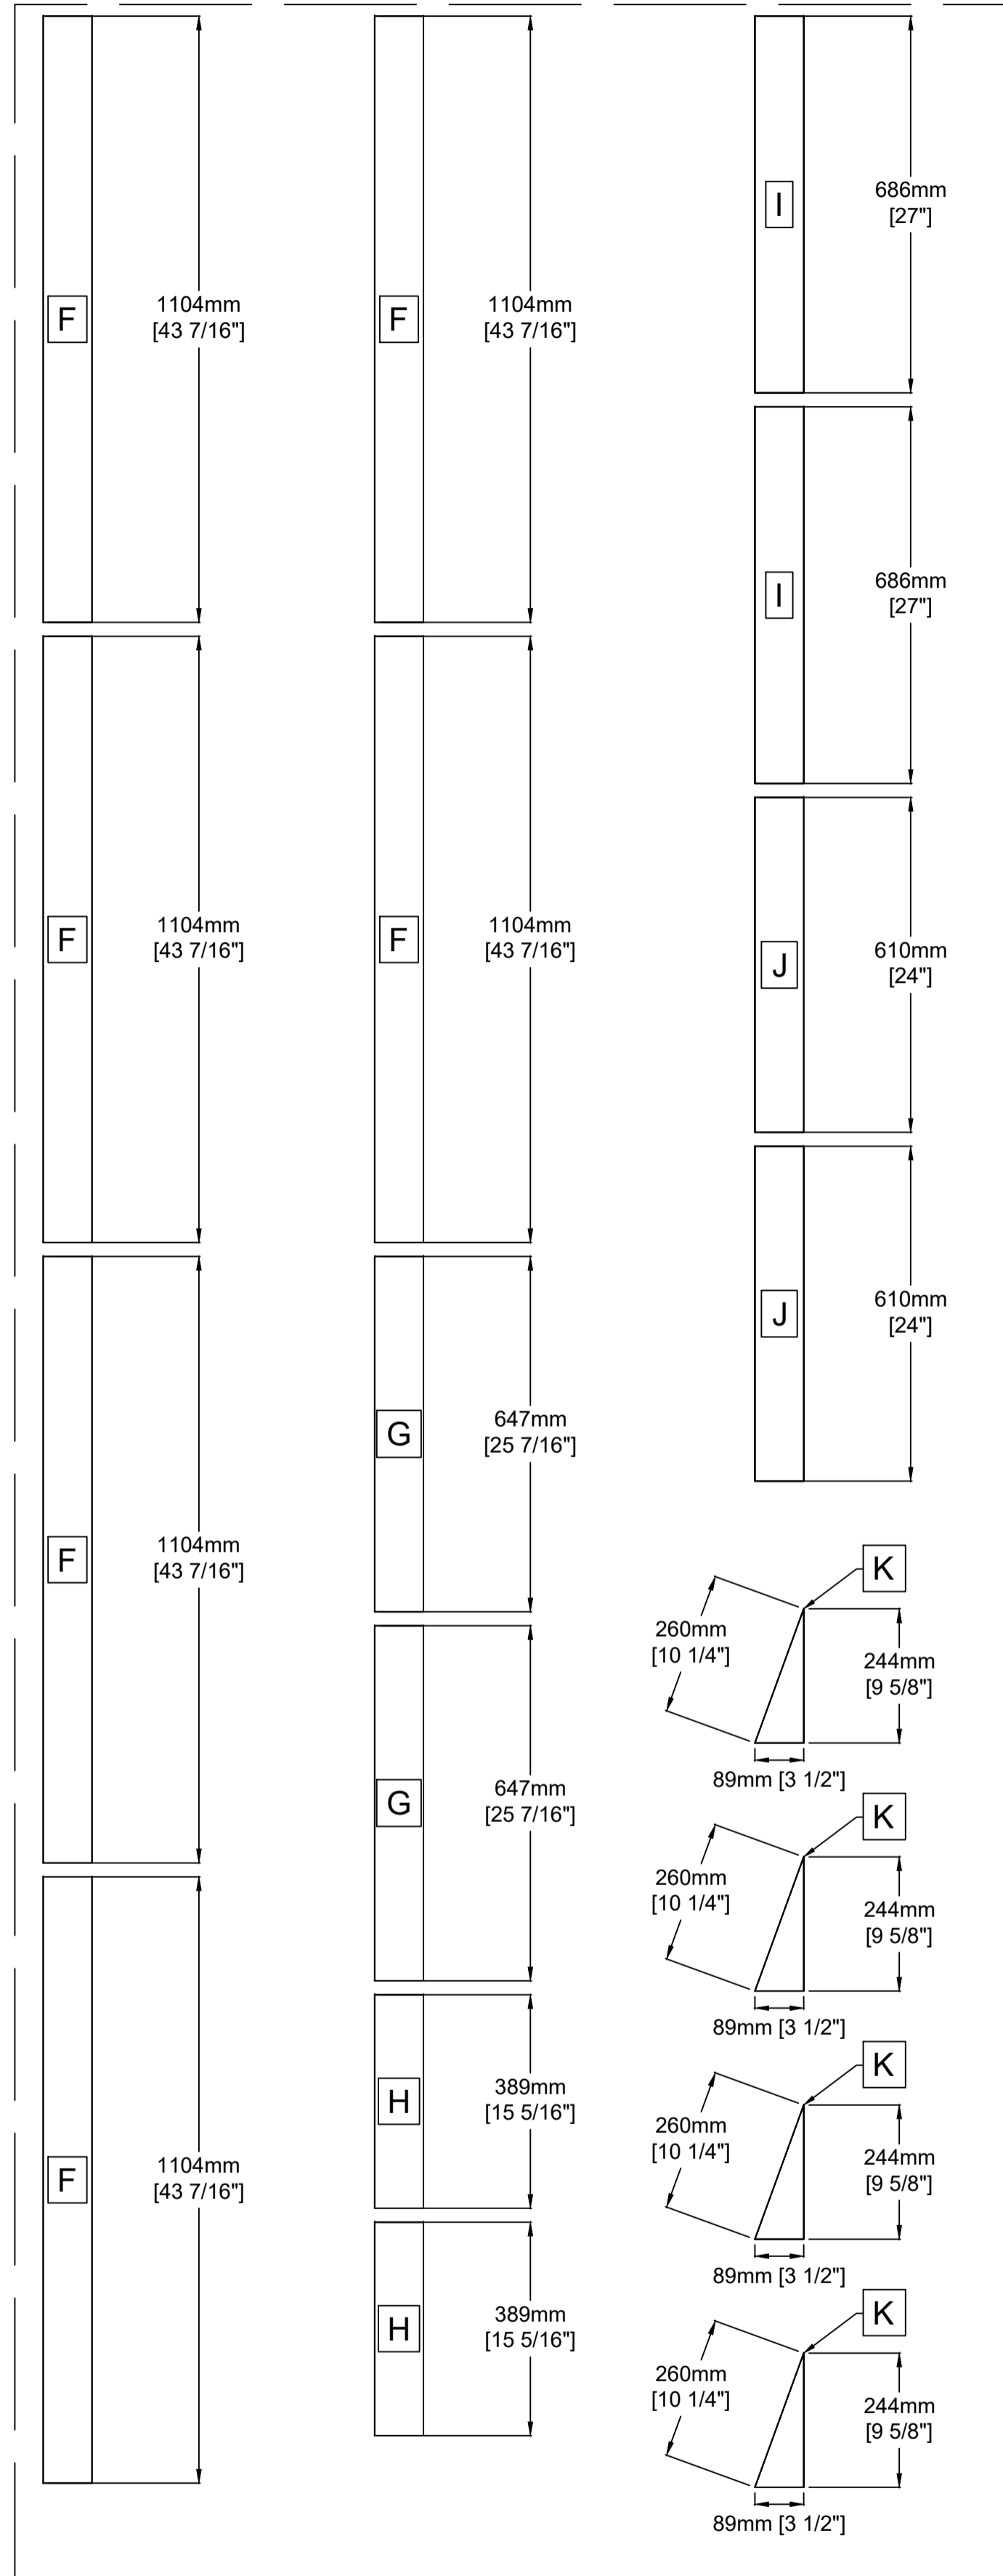 F
1104mm
[43 7/16"]
F
1104mm
[43 7/16"]
F
1104mm
[43 7/16"]
F
1104mm
[43 7/16"]
F
1104mm
[43 7/16"]
F
1104mm
[43 7/16"]
G
647mm
[25 7/16"]
G
647mm
[25 7/16"]
H
389mm
[15 5/16"]
H
389mm
[15 5/16"]
I
686mm
[27"]
I
686mm
[27"]
J
610mm
[24"]
J
610mm
[24"]
K
260mm
[10 1/4"]
244mm
[9 5/8"]
89mm [3 1/2"]
K
260mm
[10 1/4"]
244mm
[9 5/8"]
89mm [3 1/2"]
K
260mm
[10 1/4"]
244mm
[9 5/8"]
89mm [3 1/2"]
K
260mm
[10 1/4"]
244mm
[9 5/8"]
89mm [3 1/2"]